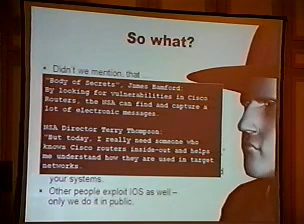 So what?
• Didn't we mention, that ...
"Body of Secrets", James Bamford:
By looking for vulnerabilities in Cisco
Routers, the NSA can find and capture a
lot of electronic messages.
NSA Director Terry Thompson:
"But today, I really need someone who
knows Cisco routers inside-out and helps
me understand how they are used in target
networks.
your systems.
• Other people exploit IOS as well –
only we do it in public.